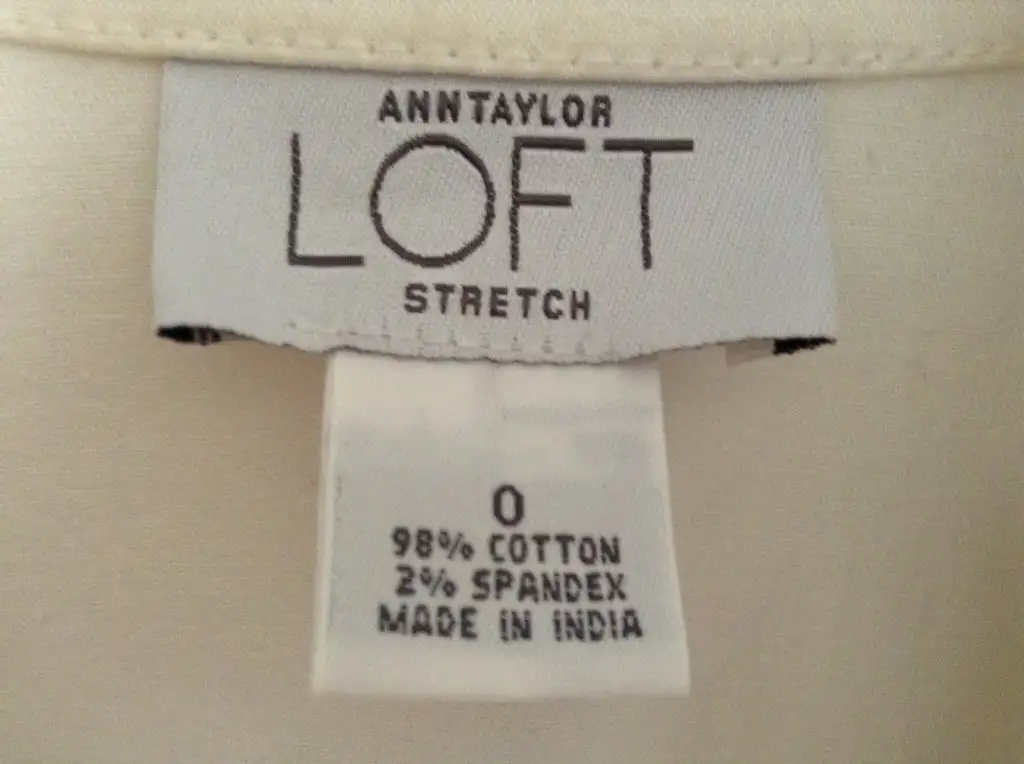 ANNTAYLOR
LOFT
STRETCH
0
98% COTTON
2% SPANDEX
MADE IN INDIA